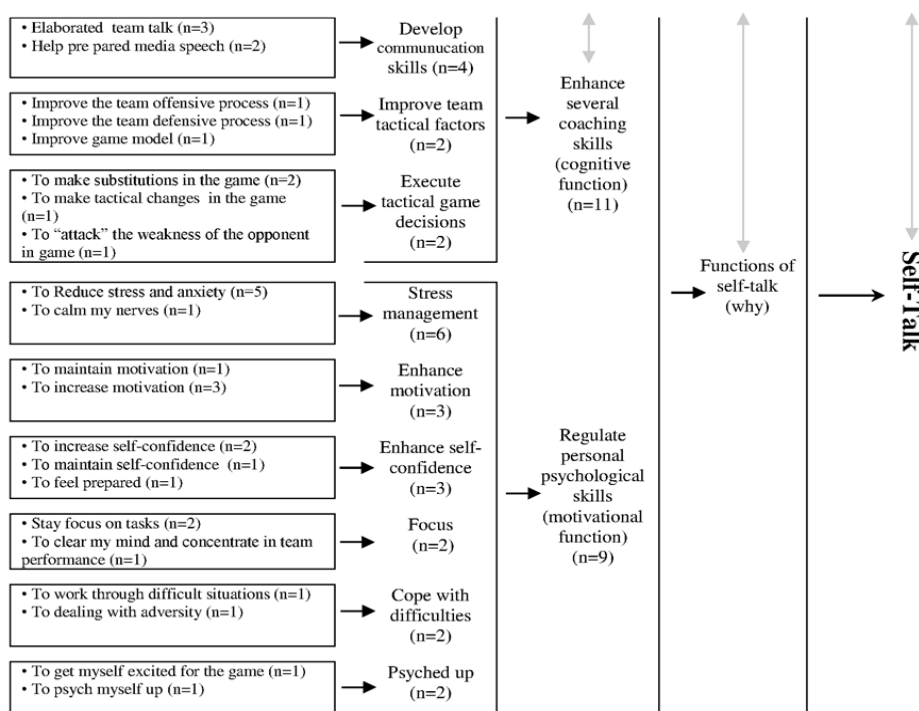 • Elaborated team talk (n=3)
• Help pre pared media speech (n=2)
Develop
communucation
skills (n=4)
• Improve the team offensive process (n=1)
• Improve the team defensive process (n=1)
• Improve game model (n=1)
Improve team
tactical factors
(n=2)
• To make substitutions in the game (n=2)
• To make tactical changes in the game
(n=1)
• To “attack” the weakness of the opponent
in game (n=1)
Execute
tactical game
decisions
(n=2)
Enhance
several
coaching
skills
(cognitive
function)
(n=11)
• To Reduce stress and anxiety (n=5)
• To calm my nerves (n=1)
Stress
management
(n=6)
• To maintain motivation (n=1)
• To increase motivation (n=3)
Enhance
motivation
(n=3)
• To increase self-confidence (n=2)
• To maintain self-confidence (n=1)
• To feel prepared (n=1)
Enhance self-
confidence
(n=3)
• Stay focus on tasks (n=2)
• To clear my mind and concentrate in team
performance (n=1)
Focus
(n=2)
• To work through difficult situations (n=1)
• To dealing with adversity (n=1)
Cope with
difficulties
(n=2)
• To get myself excited for the game (n=1)
• To psych myself up (n=1)
Psyched up
(n=2)
Regulate
personal
psychological
skills
(motivational
function)
(n=9)
Functions of
self-talk
(why)
Self-Talk